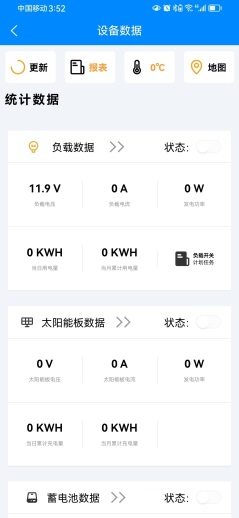 中国移动 3:52
设备数据
更新 报表 0℃ 地图
统计数据
负载数据 >> 状态:
11.9 V 0 A 0 W
负载电压 负载电流 发电功率
0 KWH 0 KWH 负载开关
当日用电量 当月累计用电量 计划任务
太阳能板数据 >> 状态:
0 V 0 A 0 W
太阳能板电压 太阳能板电流 发电功率
0 KWH 0 KWH
当日累计充电量 当月累计充电量
蓄电池数据 >> 状态: